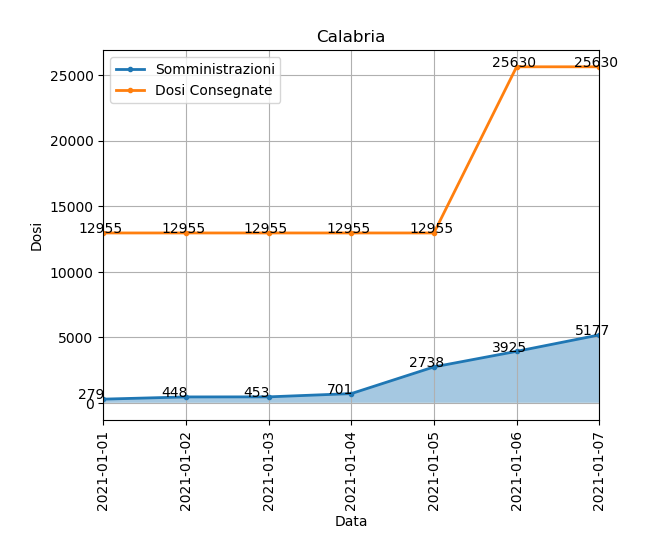 Calabria
Somministrazioni
Dosi Consegnate
25630 25630
12955 12955 12955 12955 12955
279 448 453 701 2738 3925 5177
25000
20000
15000
10000
5000
0
Dosi
2021-01-01
2021-01-02
2021-01-03
2021-01-04
2021-01-05
2021-01-06
2021-01-07
Data